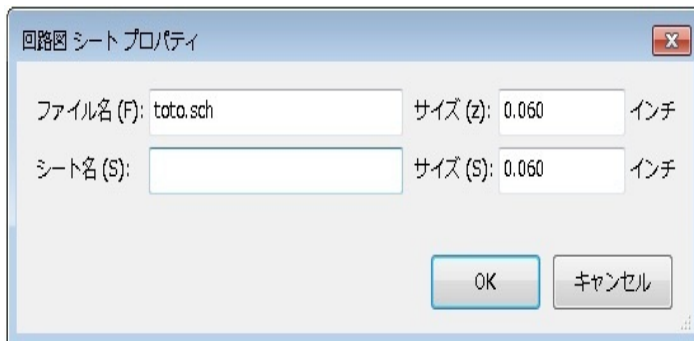 回路図 シート プロパティ
ファイル名 (F): toto.sch サイズ (z): 0.060 インチ
シート名 (S): サイズ (S): 0.060 インチ
OK キャンセル